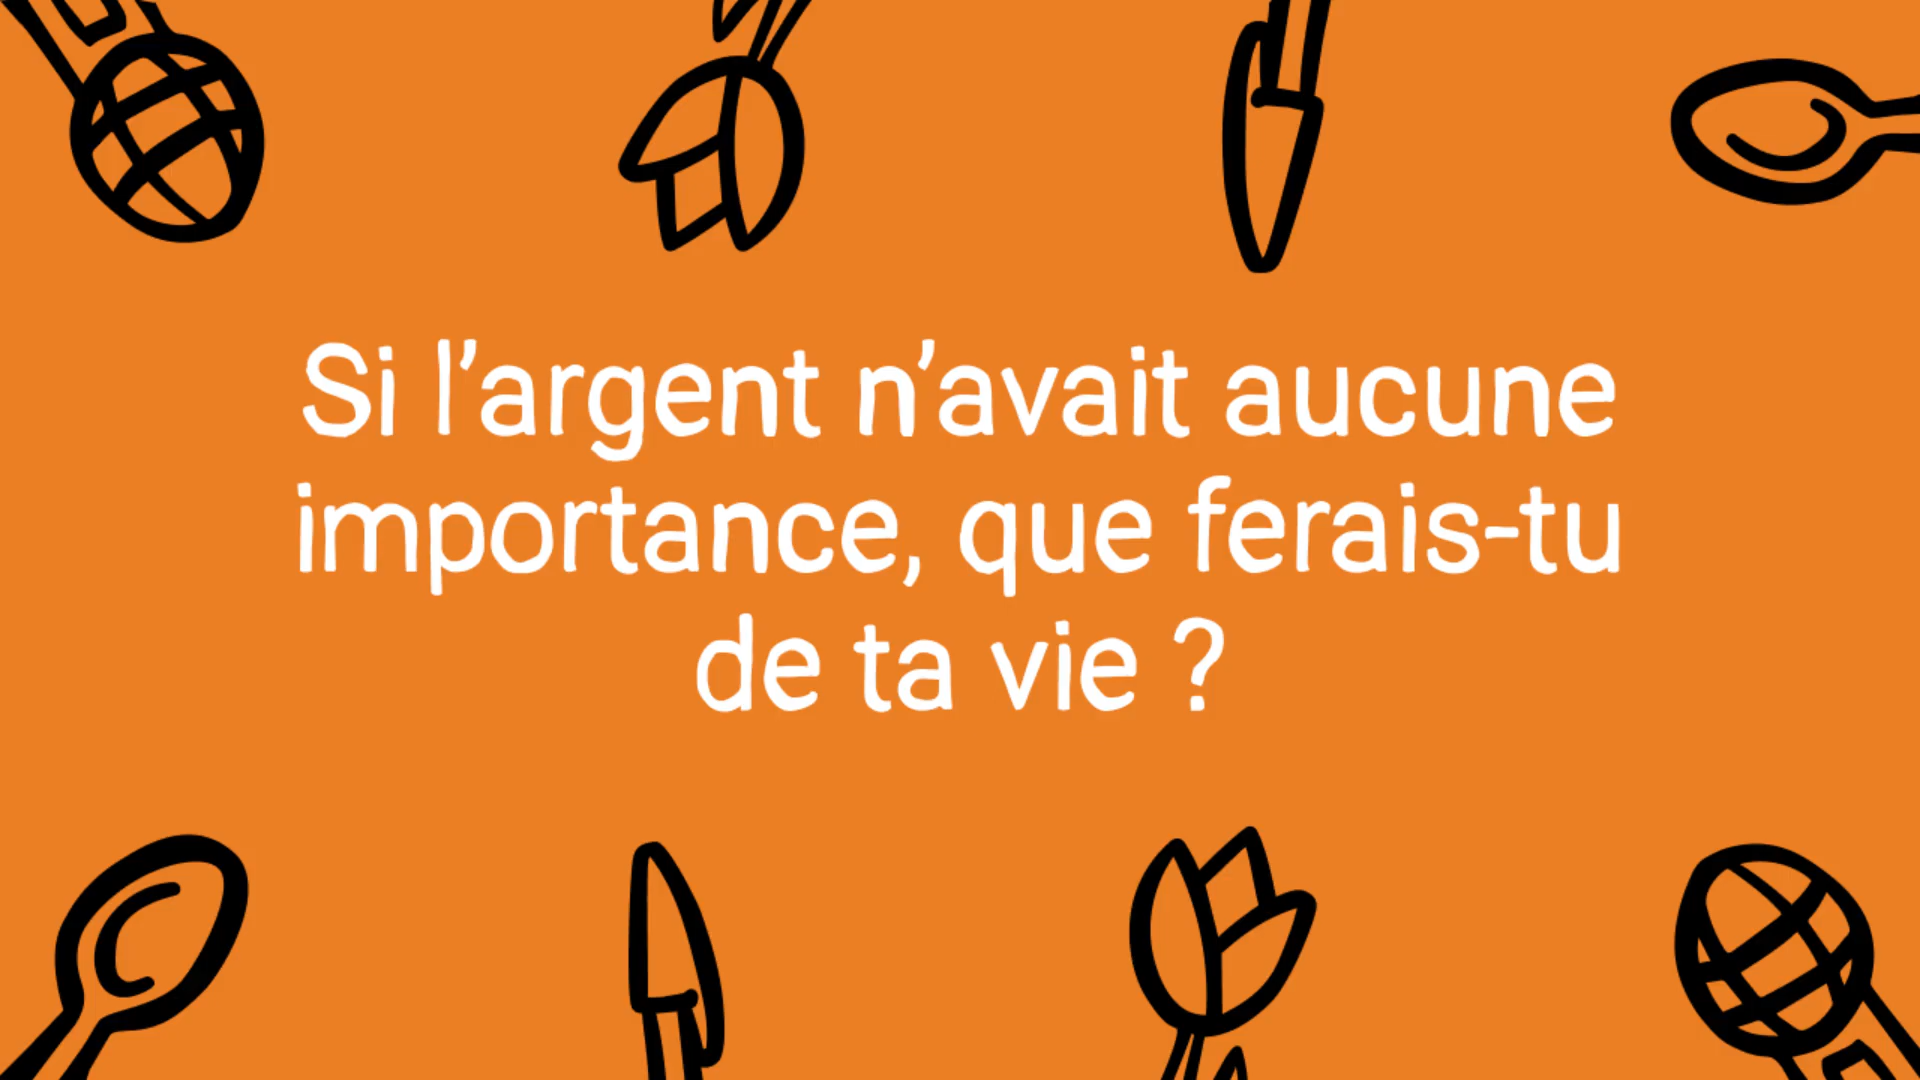 Si l’argent n’avait aucune
importance, que ferais-tu
de ta vie ?